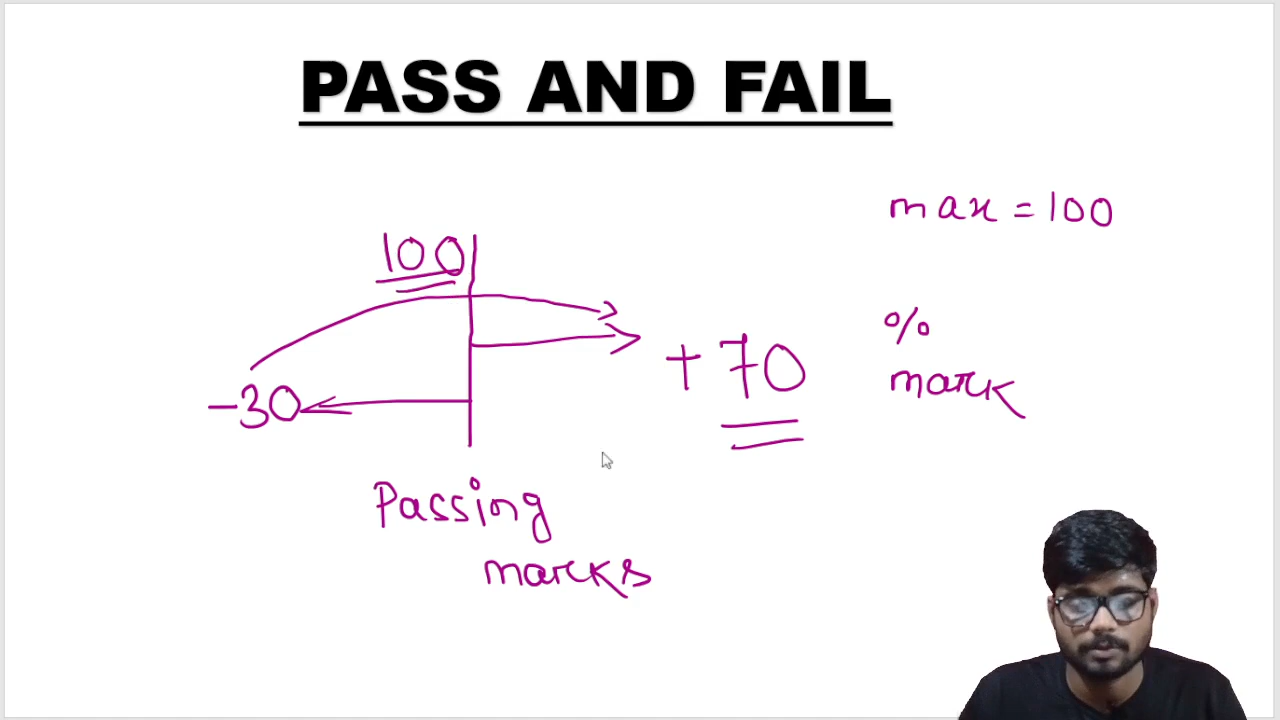 PASS AND FAIL
max = 100
100
%
+ 70
mark
-30
Passing
marks